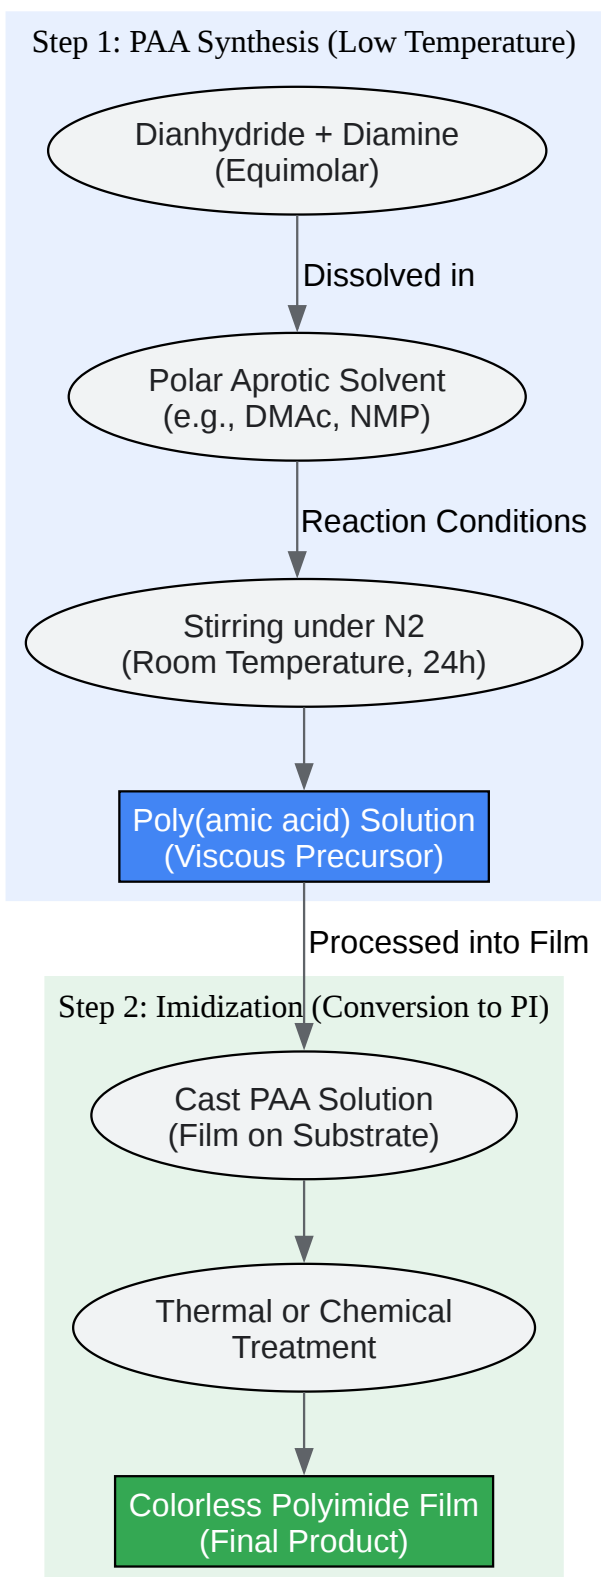 Step 1: PAA Synthesis (Low Temperature)
Dianhydride + Diamine
(Equimolar)
Dissolved in
Polar Aprotic Solvent
(e.g., DMAc, NMP)
Reaction Conditions
Stirring under N2
(Room Temperature, 24h)
Poly(amic acid) Solution
(Viscous Precursor)
Processed into Film
Step 2: Imidization (Conversion to PI)
Cast PAA Solution
(Film on Substrate)
Thermal or Chemical
Treatment
Colorless Polyimide Film
(Final Product)